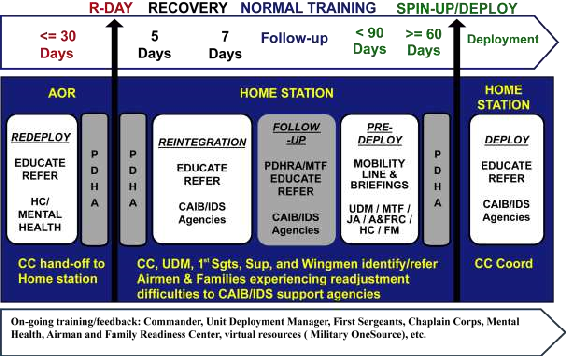 R-DAY RECOVERY NORMAL TRAINING SPIN-UP/DEPLOY
<= 30 Days
5 Days
7 Days
Follow-up
< 90 Days
>= 60 Days
Deployment
AOR
HOME STATION
HOME STATION
REDEPLOY
EDUCATE
REFER
HC/
MENTAL
HEALTH
PDHA
PDHA
REINTEGRATION
EDUCATE
REFER
CAIB/IDS
Agencies
FOLLOW
-UP
PDHRA/MTF
EDUCATE
REFER
CAIB/IDS
Agencies
PRE-
DEPLOY
MOBILITY
LINE &
BRIEFINGS
UDM / MTF /
JA / A&FRC /
HC / FM
PDHA
DEPLOY
EDUCATE
REFER
CAIB/IDS
Agencies
CC hand-off to
Home station
CC, UDM, 1st Sgts, Sup, and Wingmen identify/refer
Airmen & Families experiencing readjustment
difficulties to CAIB/IDS support agencies
CC Coord
On-going training/feedback: Commander, Unit Deployment Manager, First Sergeants, Chaplain Corps, Mental
Health, Airman and Family Readiness Center, virtual resources ( Military OneSource), etc.